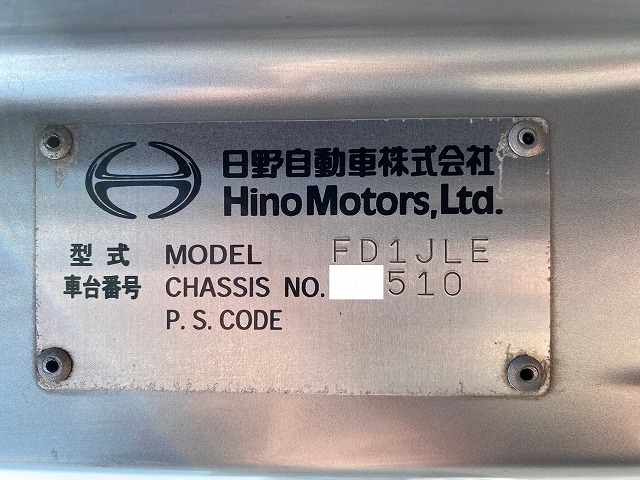 日野自動車株式会社
Hino Motors, Ltd.
型式 MODEL FD1JLE
車台番号 CHASSIS NO. 510
P.S. CODE